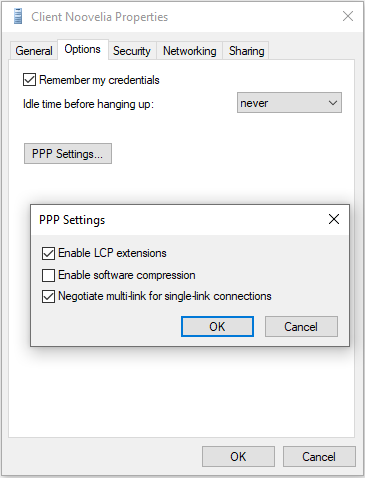 Client Noovelia Properties
General Options Security Networking Sharing
Remember my credentials
Idle time before hanging up: never
PPP Settings...
PPP Settings
Enable LCP extensions
Enable software compression
Negotiate multi-link for single-link connections
OK Cancel
OK Cancel